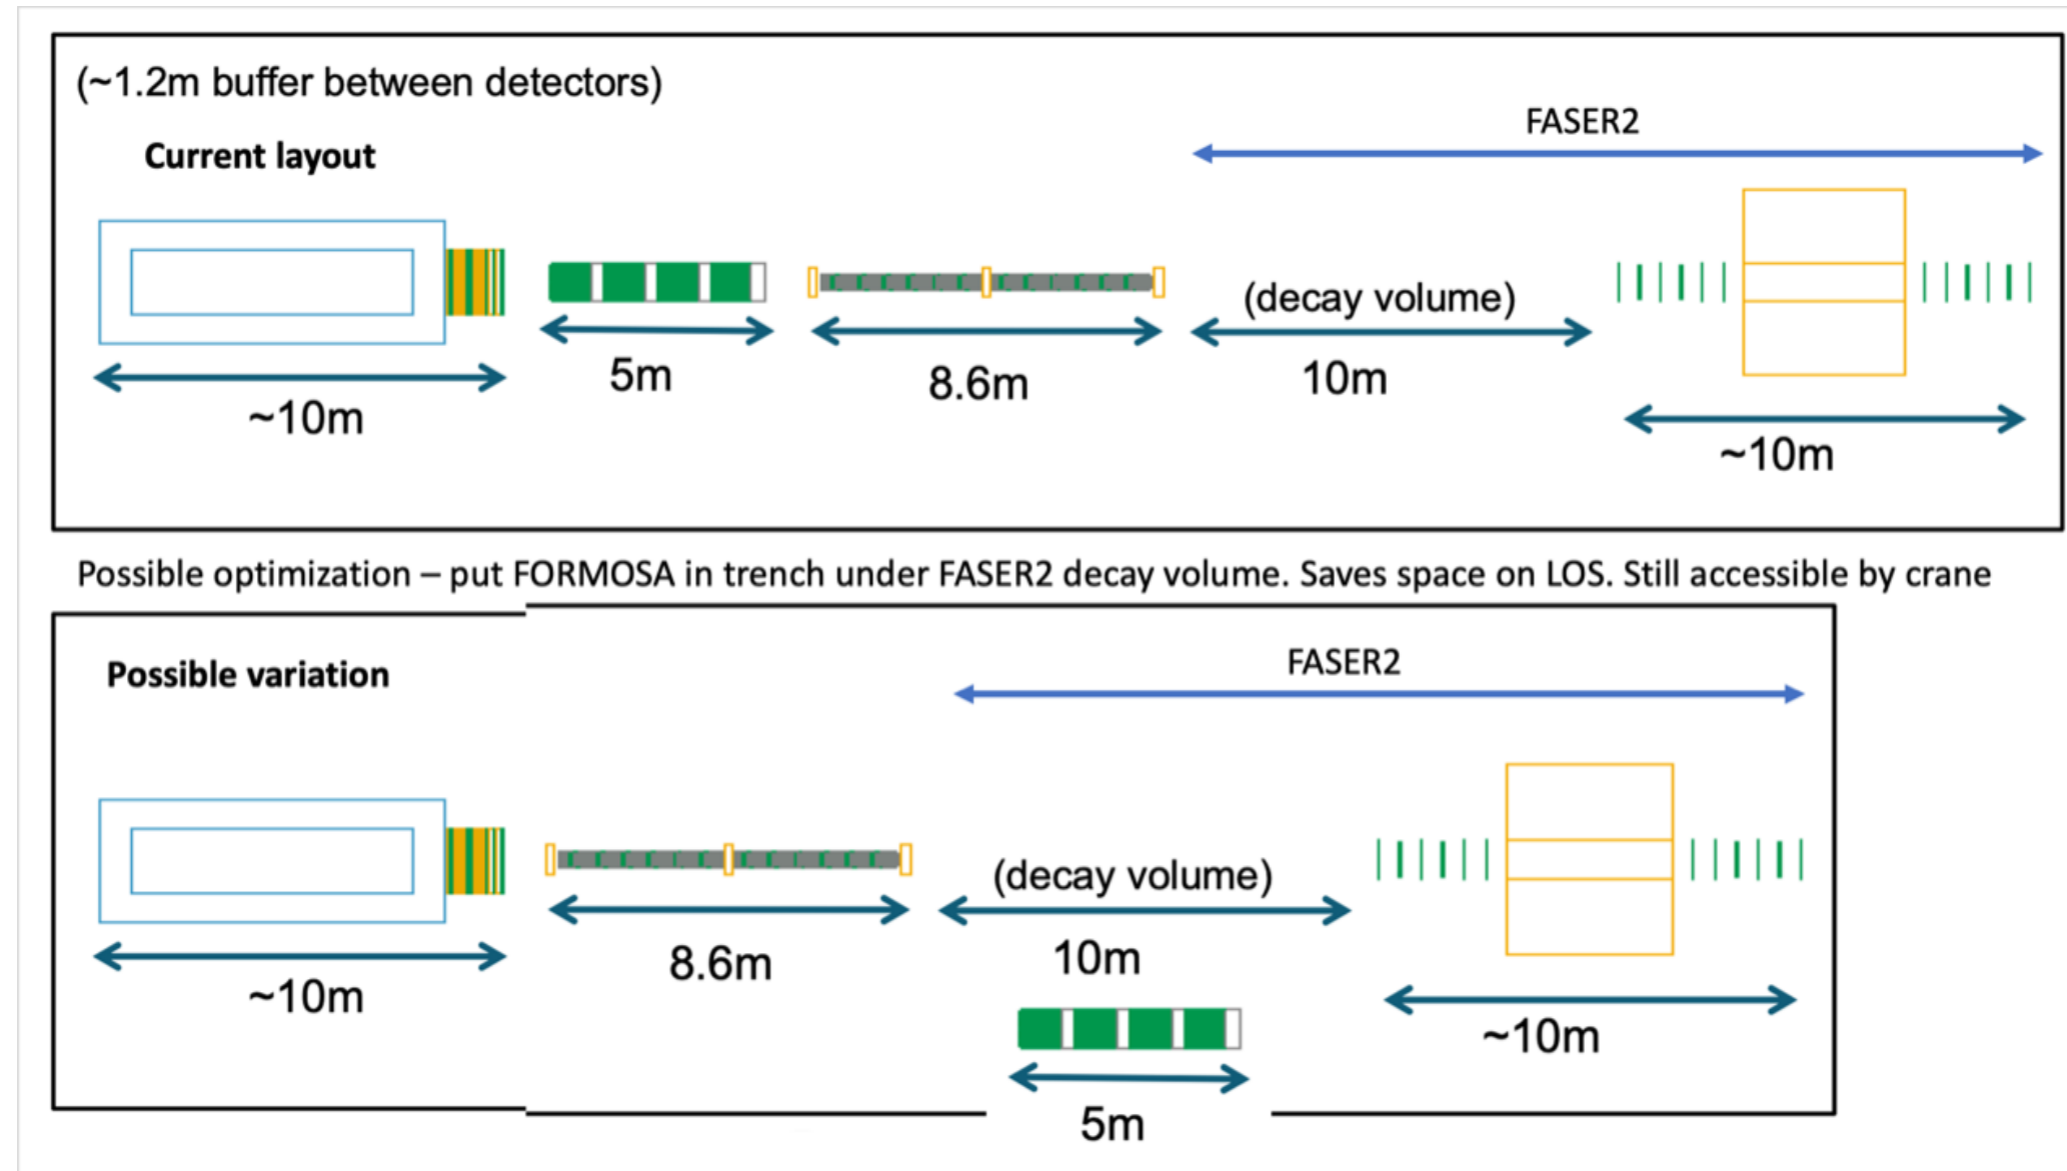 (~1.2m buffer between detectors)
FASER2
Current layout
(decay volume)
5m
8.6m
10m
~10m
~10m
Possible optimization – put FORMOSA in trench under FASER2 decay volume. Saves space on LOS. Still accessible by crane
FASER2
Possible variation
(decay volume)
8.6m
10m
~10m
~10m
5m